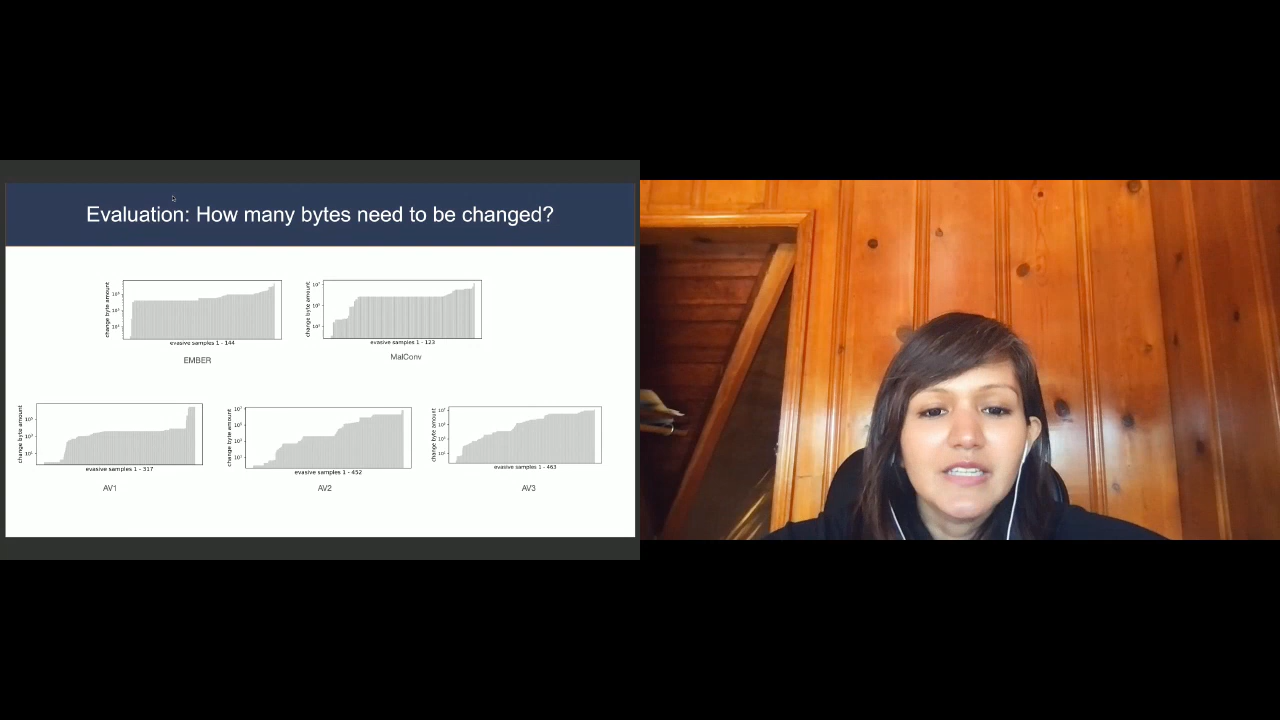 Evaluation: How many bytes need to be changed?
change byte amount
evasive samples 1 - 144
EMBER
change byte amount
evasive samples 1 - 123
MalConv
change byte amount
evasive samples 1 - 317
AV1
change byte amount
evasive samples 1 - 452
AV2
change byte amount
evasive samples 1 - 463
AV3